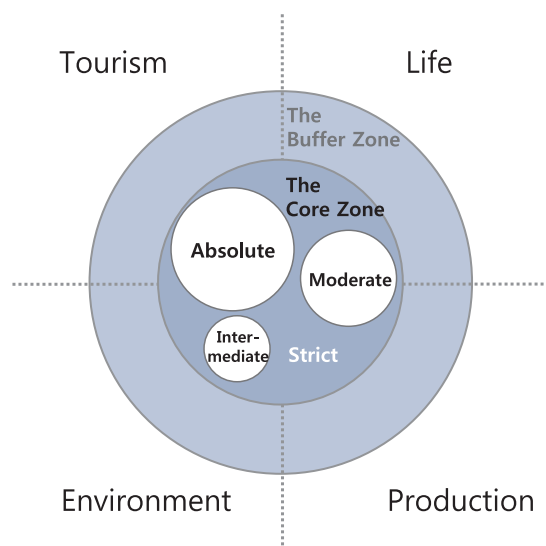 Tourism
Life
The
Buffer Zone
The
Core Zone
Absolute
Moderate
Inter-
mediate
Strict
Environment
Production